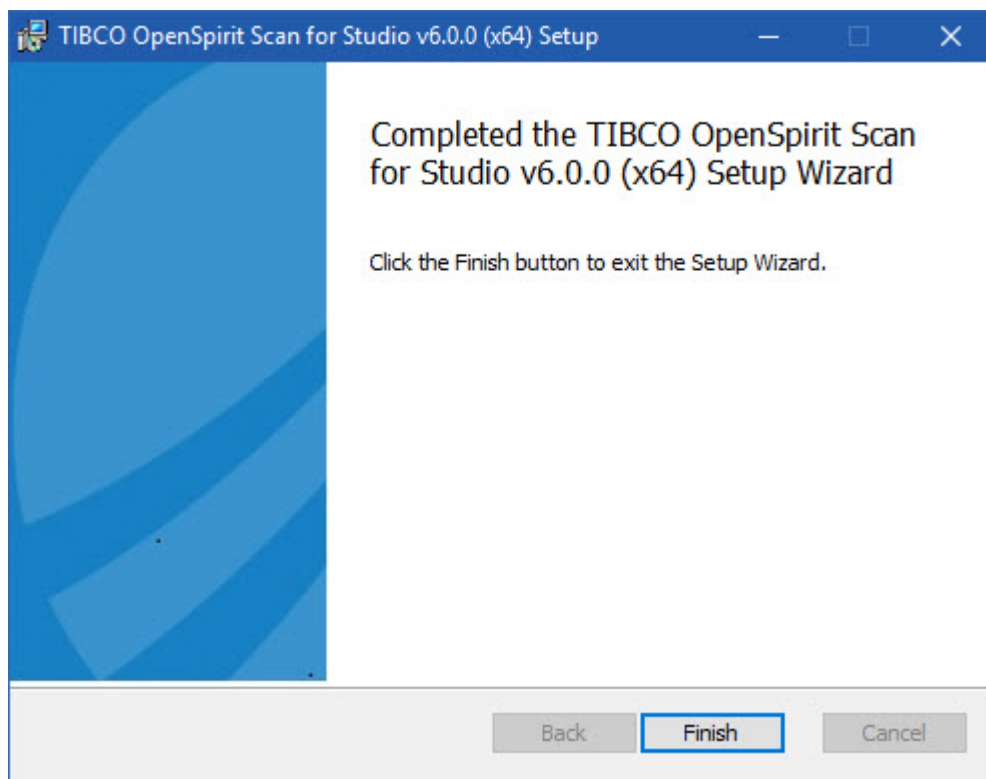 TIBCO OpenSpirit Scan for Studio v6.0.0 (x64) Setup
Completed the TIBCO OpenSpirit Scan
for Studio v6.0.0 (x64) Setup Wizard
Click the Finish button to exit the Setup Wizard.
Back Finish Cancel